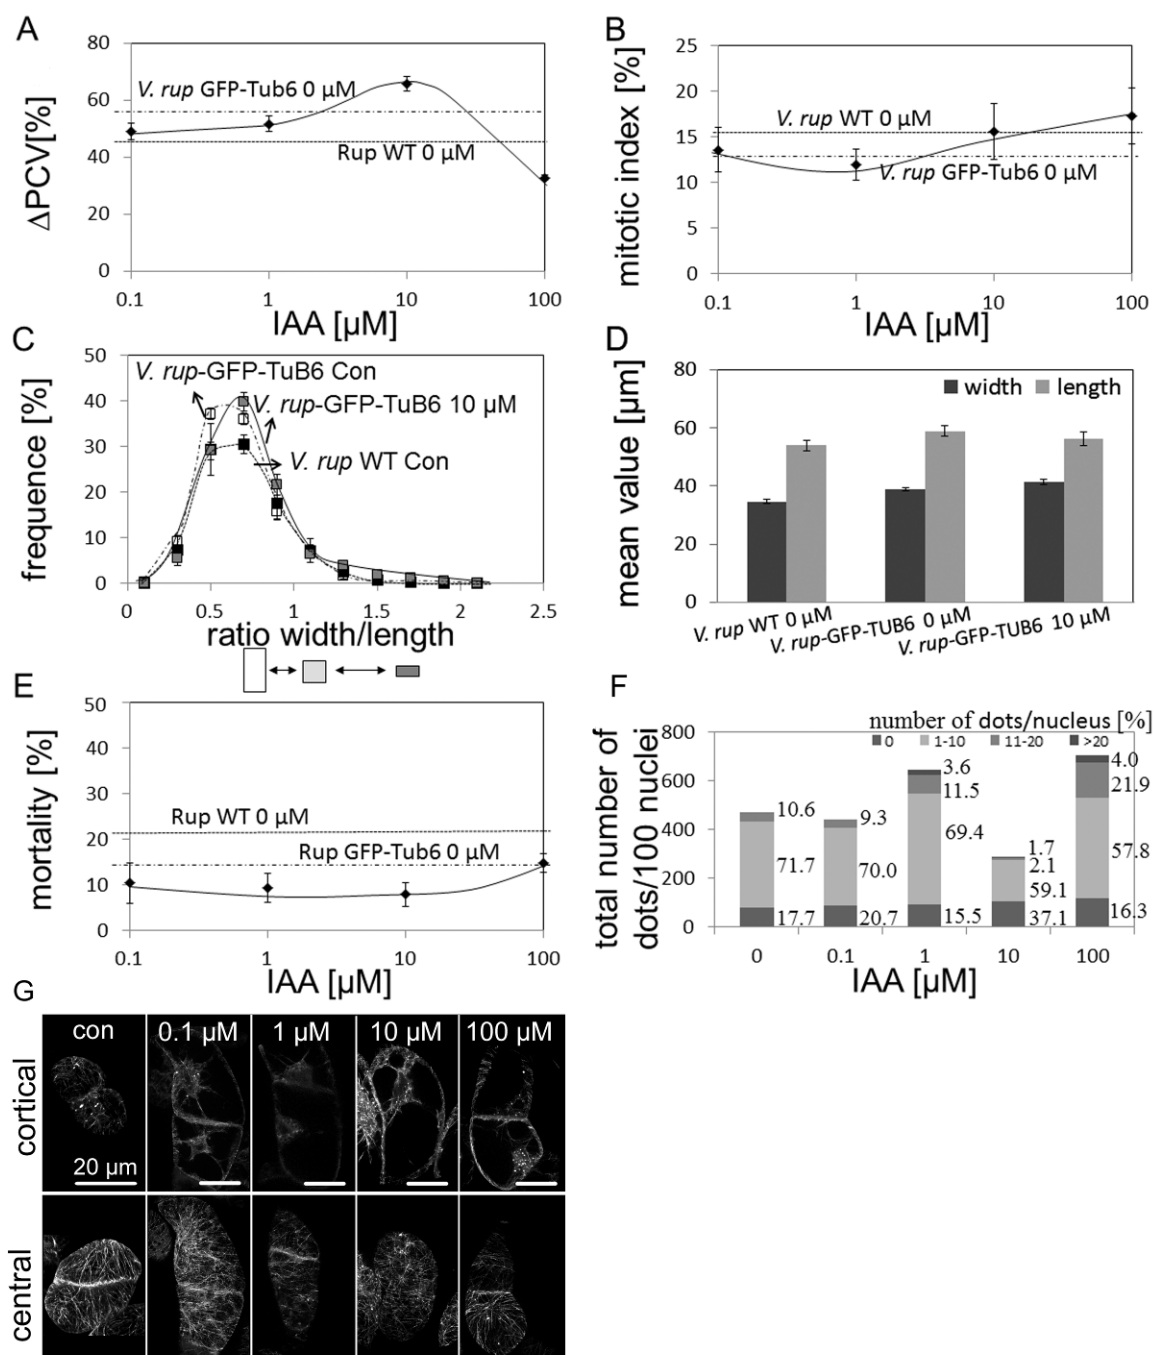 A
ΔPCV[%]
80
60
40
20
0
V. rup GFP-Tub6 0 μM
Rup WT 0 μM
0.1 1 10 100
IAA [μM]
B
mitotic index [%]
25
20
15
10
5
0
V. rup WT 0 μM
V. rup GFP-Tub6 0 μM
0.1 1 10 100
IAA [μM]
C
frequence [%]
50
40
30
20
10
0
V. rup-GFP-TuB6 Con
V. rup-GFP-TuB6 10 μM
V. rup WT Con
0 0.5 1 1.5 2 2.5
ratio width/length
D
mean value [μm]
80
60
40
20
0
width length
V. rup WT 0 μM
V. rup-GFP-TUB6 0 μM
V. rup-GFP-TUB6 10 μM
E
mortality [%]
50
40
30
20
10
0
Rup WT 0 μM
Rup GFP-Tub6 0 μM
0.1 1 10 100
IAA [μM]
F
total number of
dots/100 nuclei
number of dots/nucleus [%]
0 1-10 11-20 >20
800
600
400
200
0
10.6
71.7
17.7
9.3
70.0
20.7
3.6
11.5
69.4
15.5
1.7
2.1
59.1
37.1
4.0
21.9
57.8
16.3
0 0.1 1 10 100
IAA [μM]
G
con 0.1 μM 1 μM 10 μM 100 μM
cortical
20 μm
central